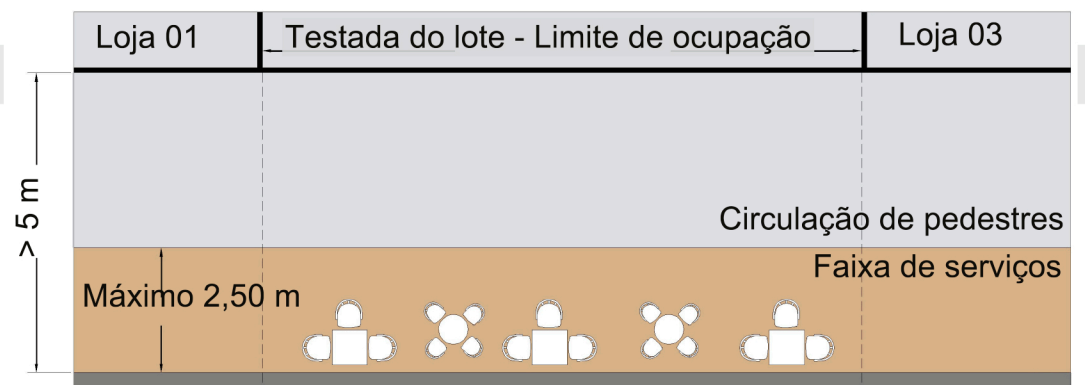 Loja 01
Testada do lote - Limite de ocupação
Loja 03
> 5 m
Circulação de pedestres
Faixa de serviços
Máximo 2,50 m